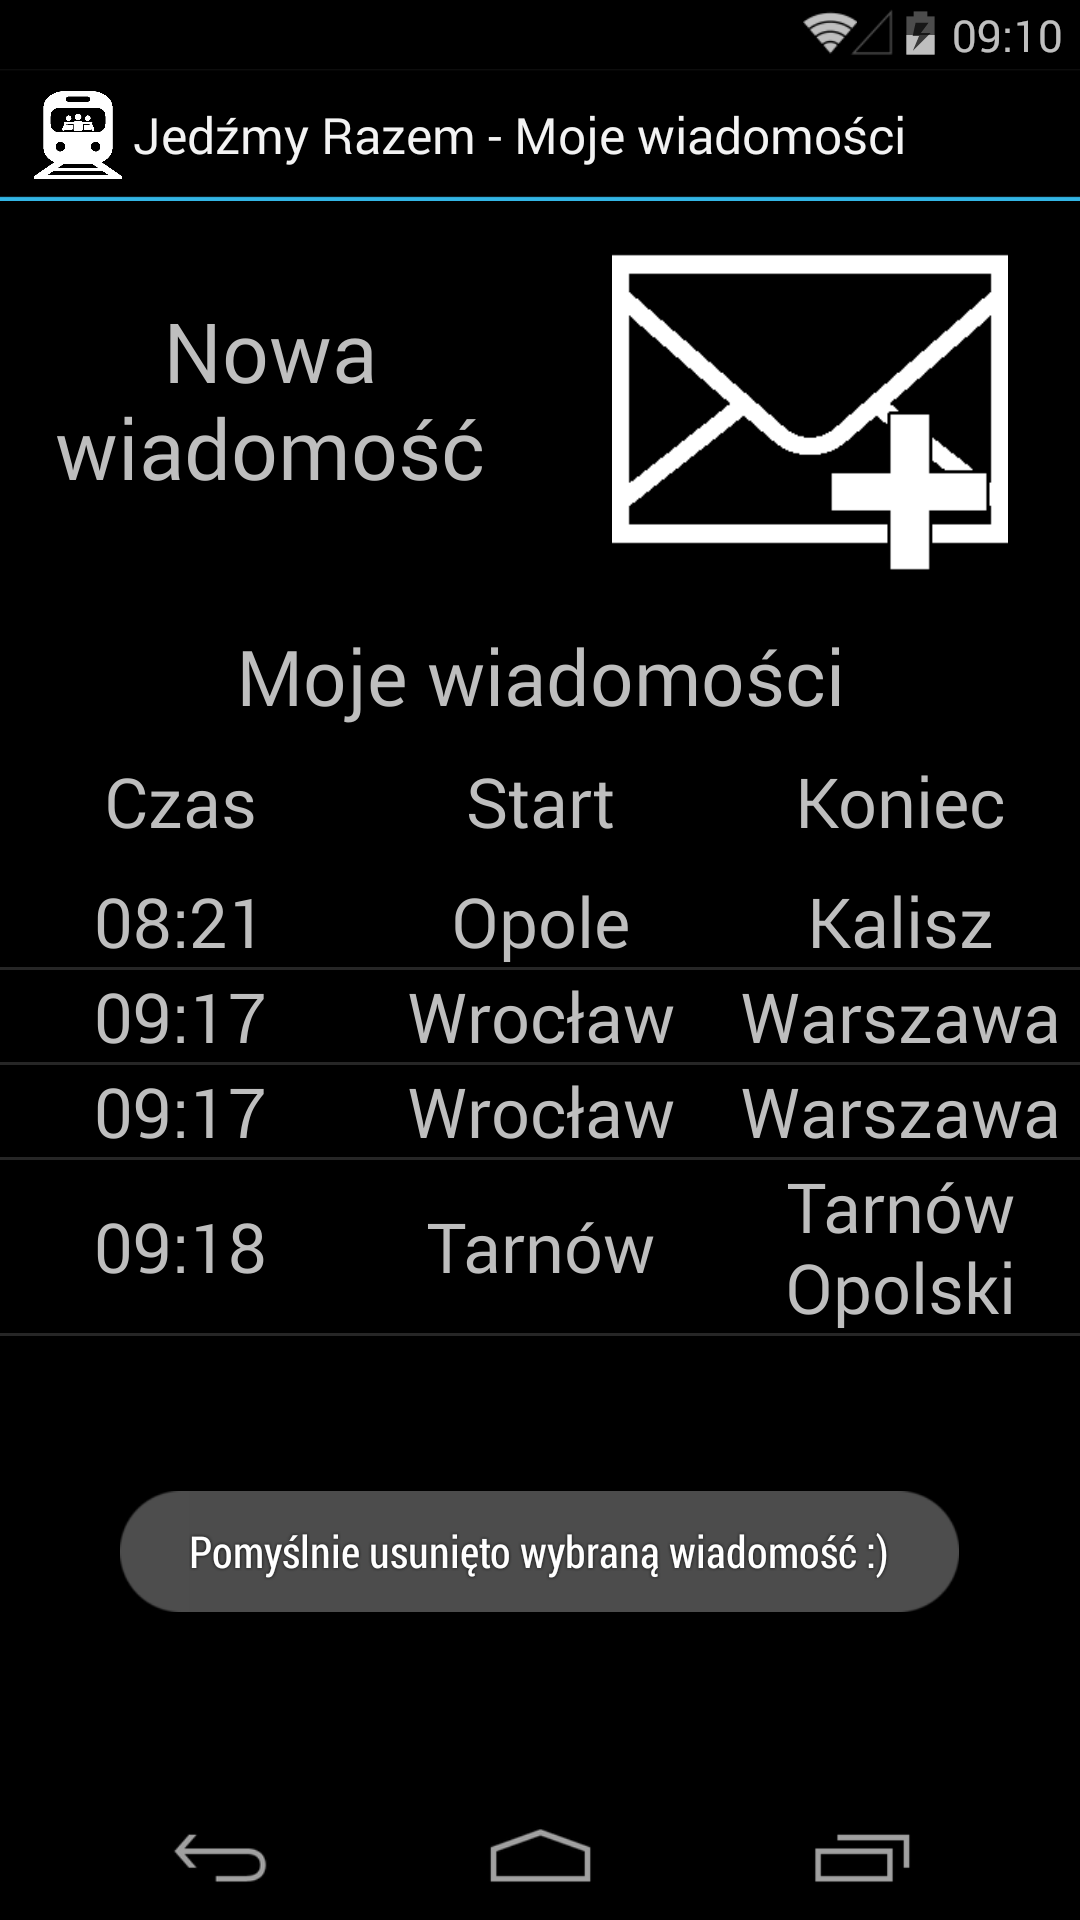 09:10
Jedźmy Razem - Moje wiadomości
Nowa
wiadomość
Moje wiadomości
Czas Start Koniec
08:21 Opole Kalisz
09:17 Wrocław Warszawa
09:17 Wrocław Warszawa
09:18 Tarnów Tarnów
Opolski
Pomyślnie usunięto wybraną wiadomość :)